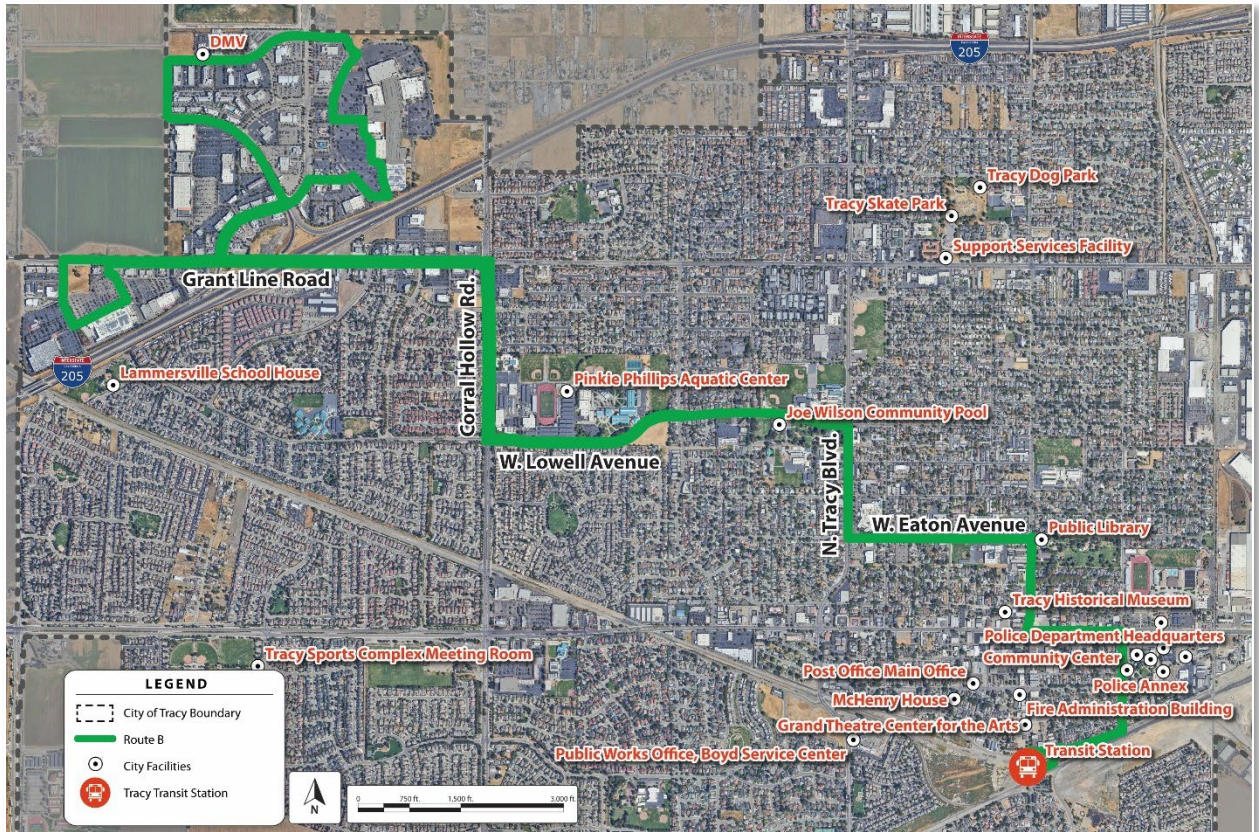 DMV
INTERSTATE
205
Tracy Dog Park
Tracy Skate Park
Support Services Facility
Grant Line Road
Corral Hollow Rd.
INTERSTATE
205
Lammersville School House
Pinkie Phillips Aquatic Center
Joe Wilson Community Pool
W. Lowell Avenue
N. Tracy Blvd.
W. Eaton Avenue
Public Library
Tracy Historical Museum
Police Department Headquarters
Tracy Sports Complex Meeting Room
Community Center
Post Office Main Office
Police Annex
McHenry House
Fire Administration Building
Grand Theatre Center for the Arts
Public Works Office, Boyd Service Center
Transit Station
LEGEND
City of Tracy Boundary
Route B
City Facilities
Tracy Transit Station
N
0 750 ft. 1,500 ft. 3,000 ft.